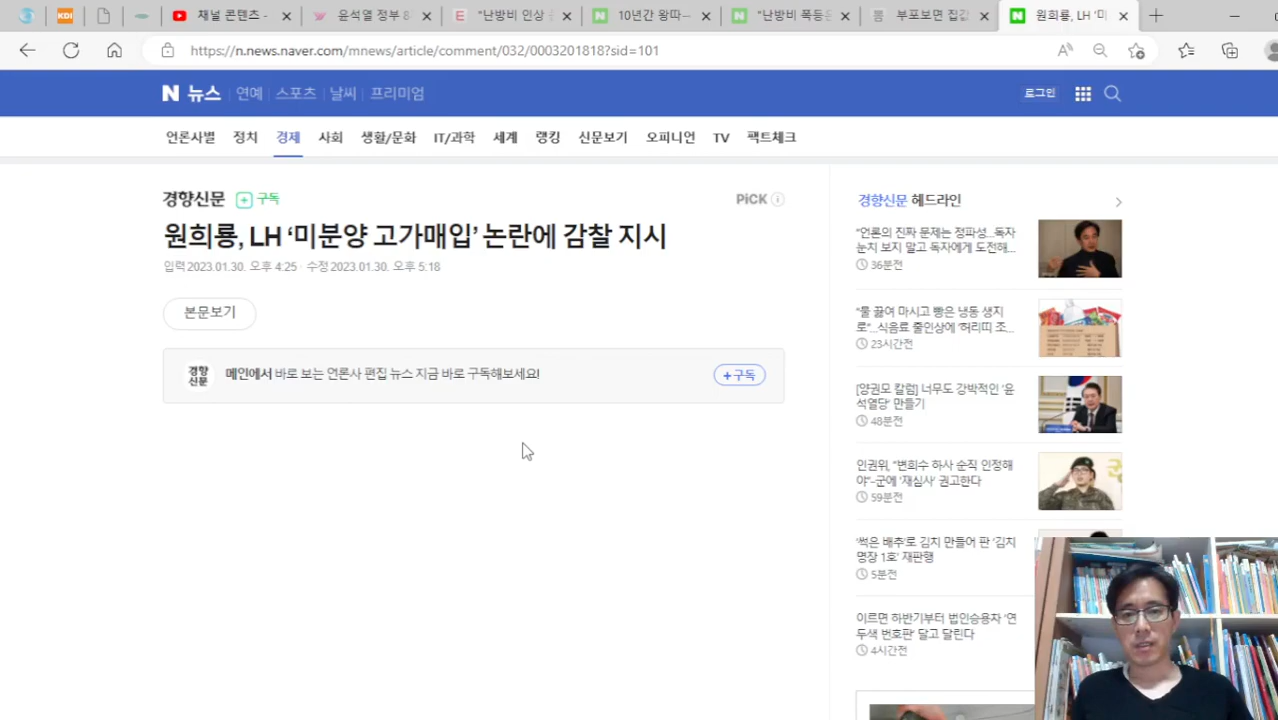 KDI
채널 콘텐츠 -
윤석열 정부 8
"난방비 인상
10년간 왕따…
"난방비 폭등
부포보면 집값
원희룡, LH '미
https://n.news.naver.com/mnews/article/comment/032/0003201818?sid=101
N 뉴스 연예 스포츠 날씨 프리미엄
로그인
언론사별 정치 경제 사회 생활/문화 IT/과학 세계 랭킹 신문보기 오피니언 TV 팩트체크
경향신문 구독
PiCK
원희룡, LH '미분양 고가매입' 논란에 감찰 지시
입력 2023.01.30. 오후 4:25 · 수정 2023.01.30. 오후 5:18
본문보기
경향
신문
메인에서 바로 보는 언론사 편집 뉴스 지금 바로 구독해보세요!
+구독
경향신문 헤드라인
"언론의 진짜 문제는 정파성…독자
눈치 보지 말고 독자에게 도전해…
36분전
"물 끓여 마시고 빵은 냉동 생지
로"…식음료 줄인상에 '허리띠 조…
23시간전
[양권모 칼럼] 너무도 강박적인 '윤
석열당' 만들기
48분전
인권위, "변희수 하사 순직 인정해
야"···군에 '재심사' 권고한다
59분전
'썩은 배추'로 김치 만들어 판 '김치
명장 1호' 재판행
5분전
이르면 하반기부터 법인승용차 '연
두색 번호판' 달고 달린다
4시간전